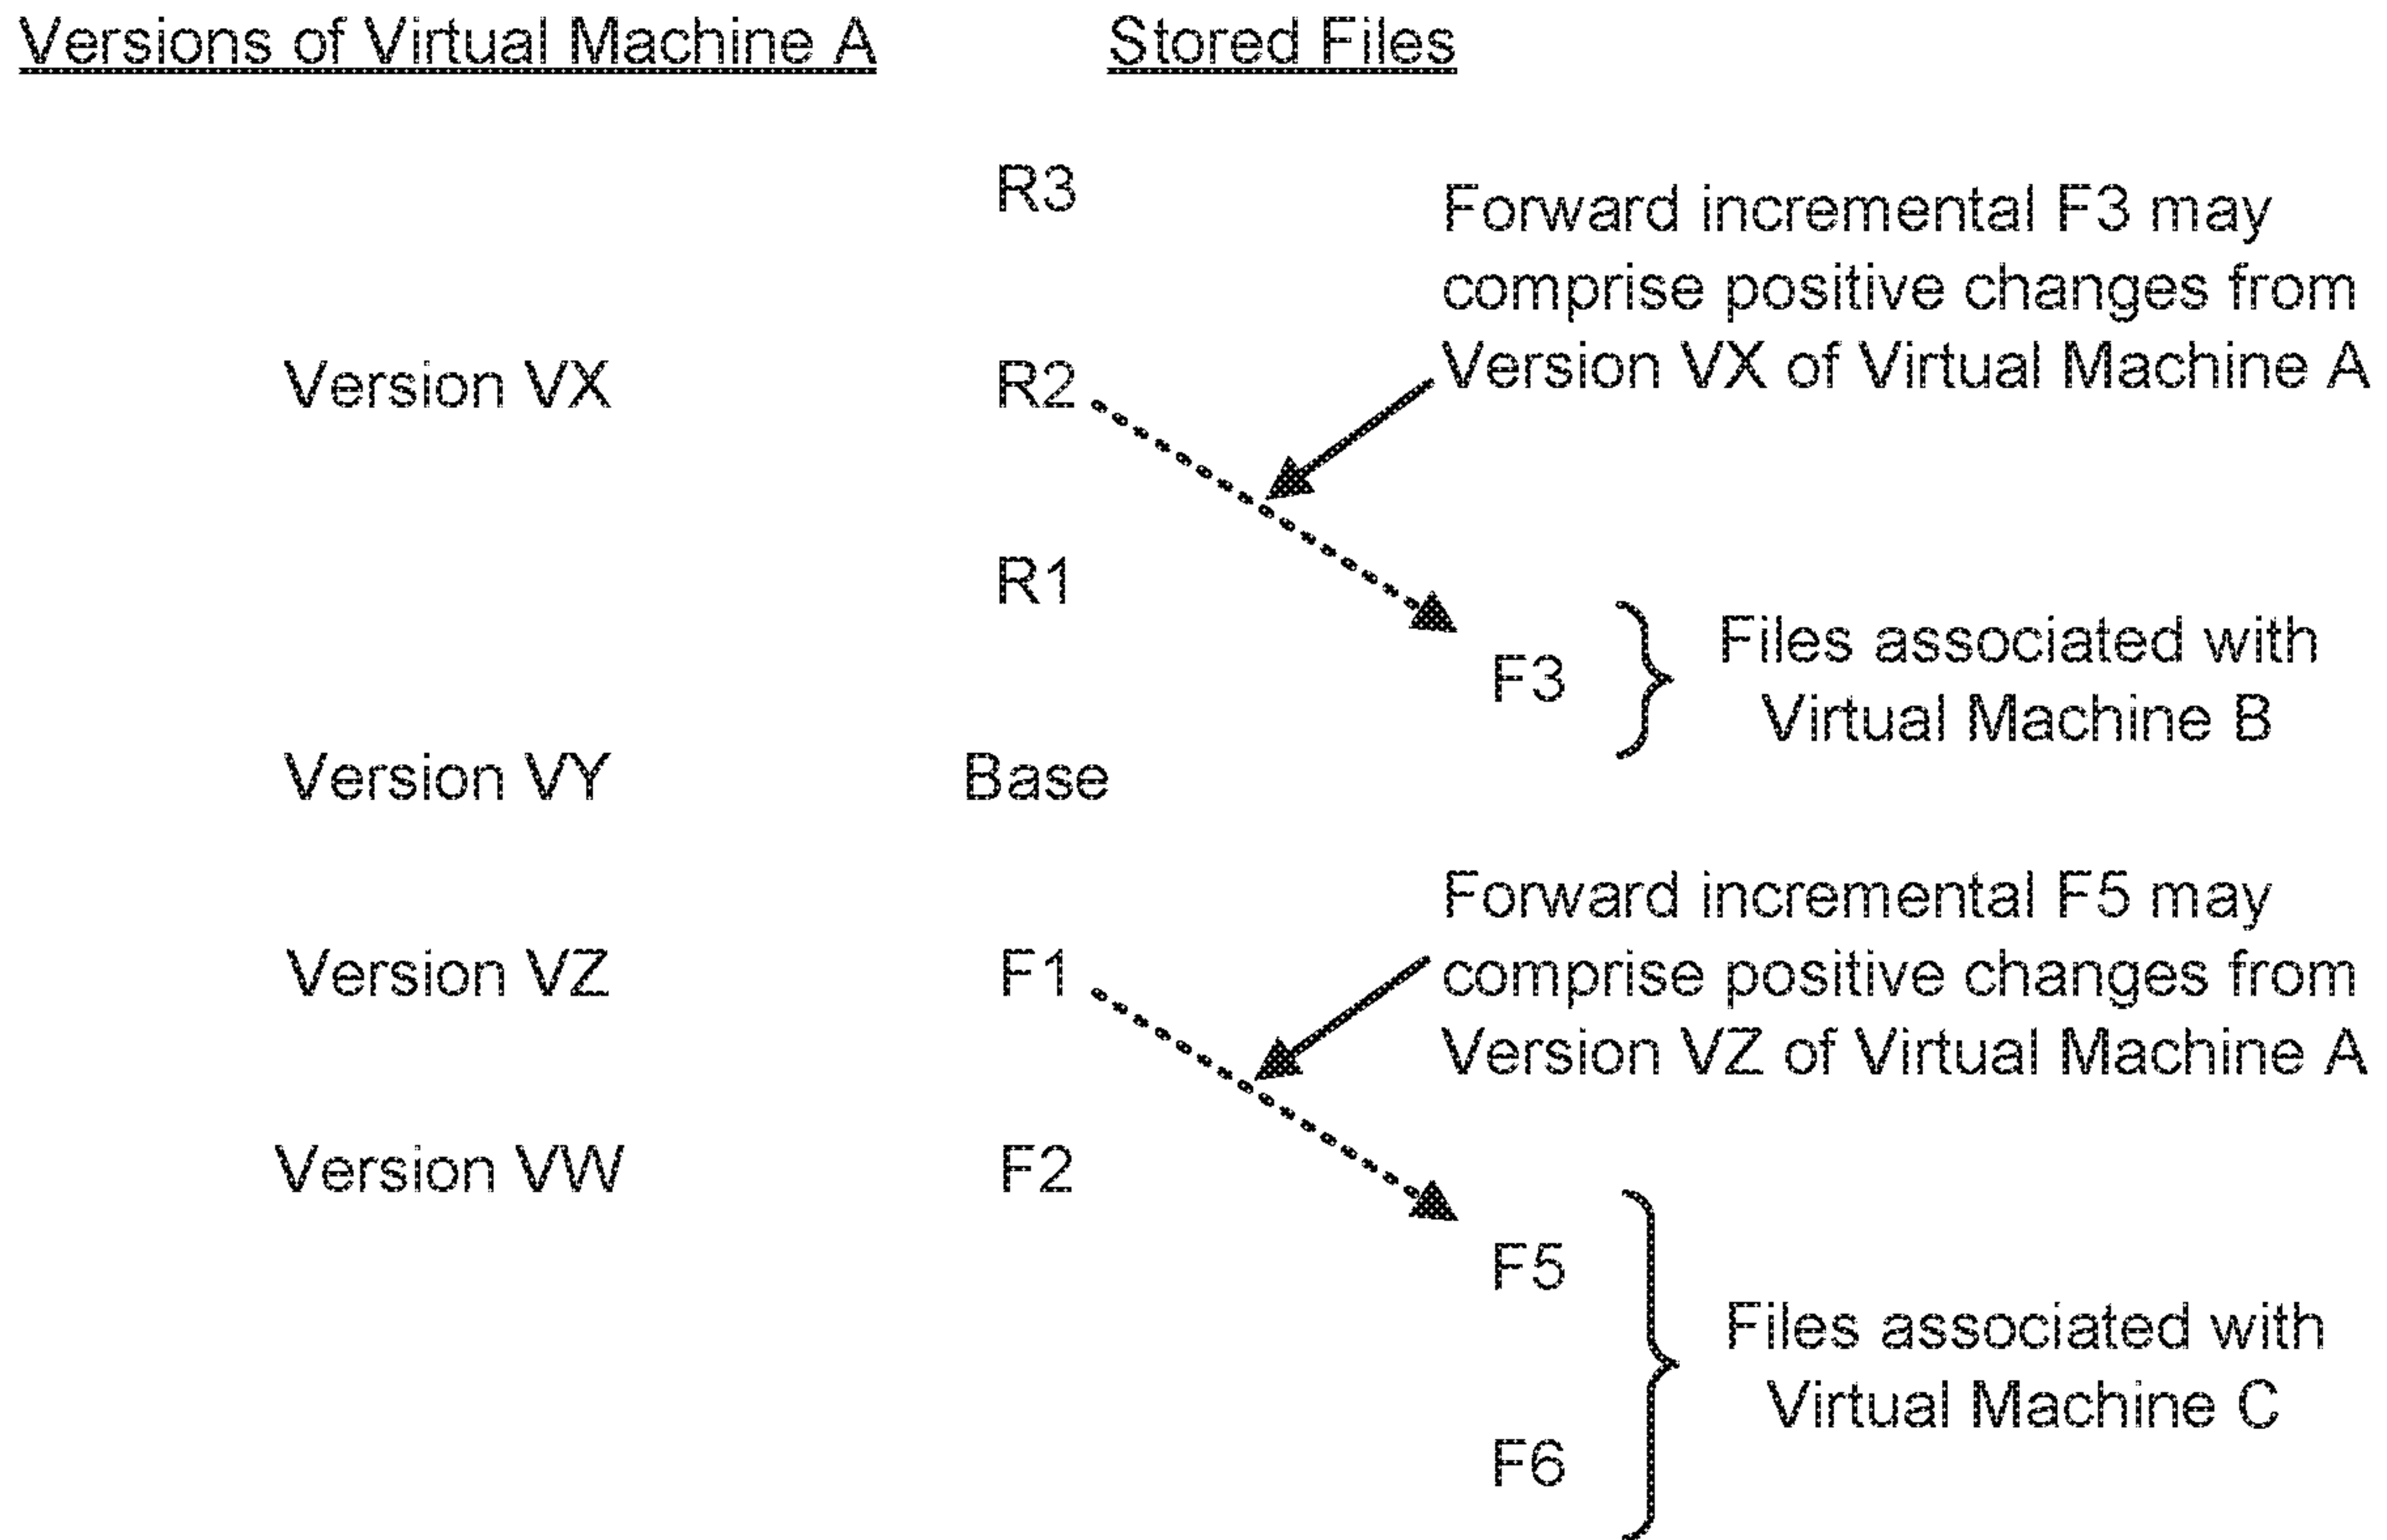 Versions of Virtual Machine A
Stored Files
R3
Forward incremental F3 may
comprise positive changes from
Version VX of Virtual Machine A
Version VX
R2
R1
F3
Files associated with
Virtual Machine B
Version VY
Base
Forward incremental F5 may
comprise positive changes from
Version VZ of Virtual Machine A
Version VZ
F1
Version VW
F2
F5
Files associated with
Virtual Machine C
F6